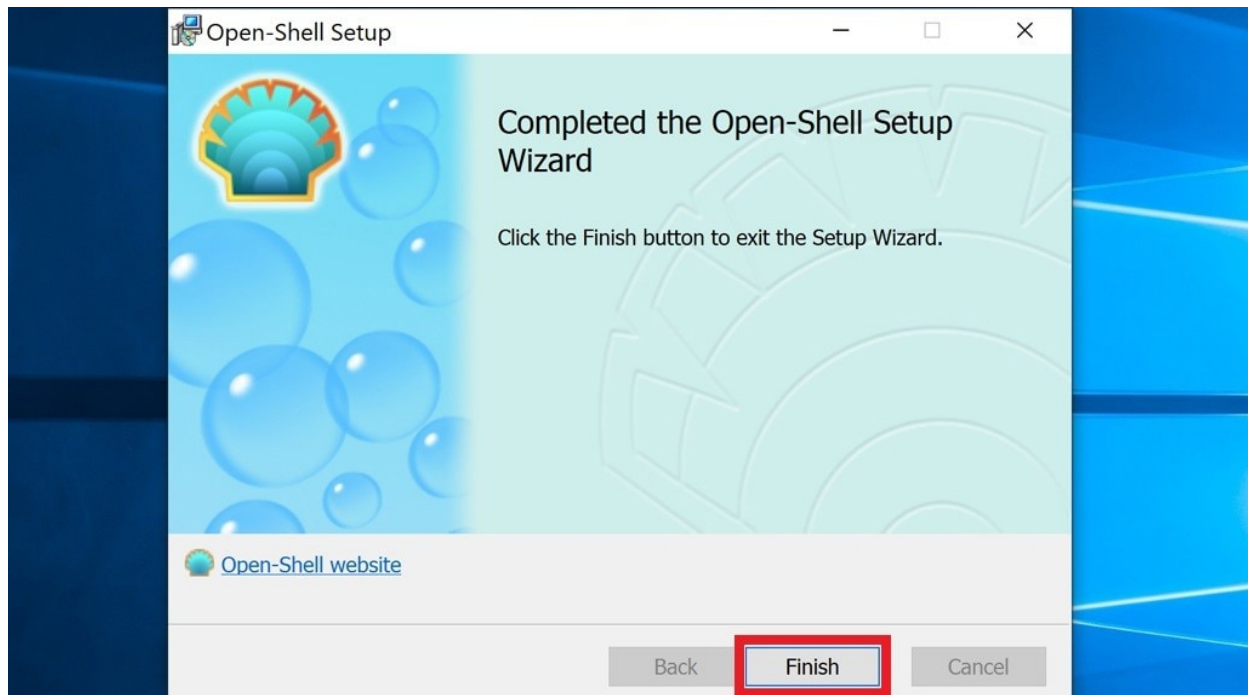 Open-Shell Setup
Completed the Open-Shell Setup
Wizard
Click the Finish button to exit the Setup Wizard.
Open-Shell website
Back
Finish
Cancel